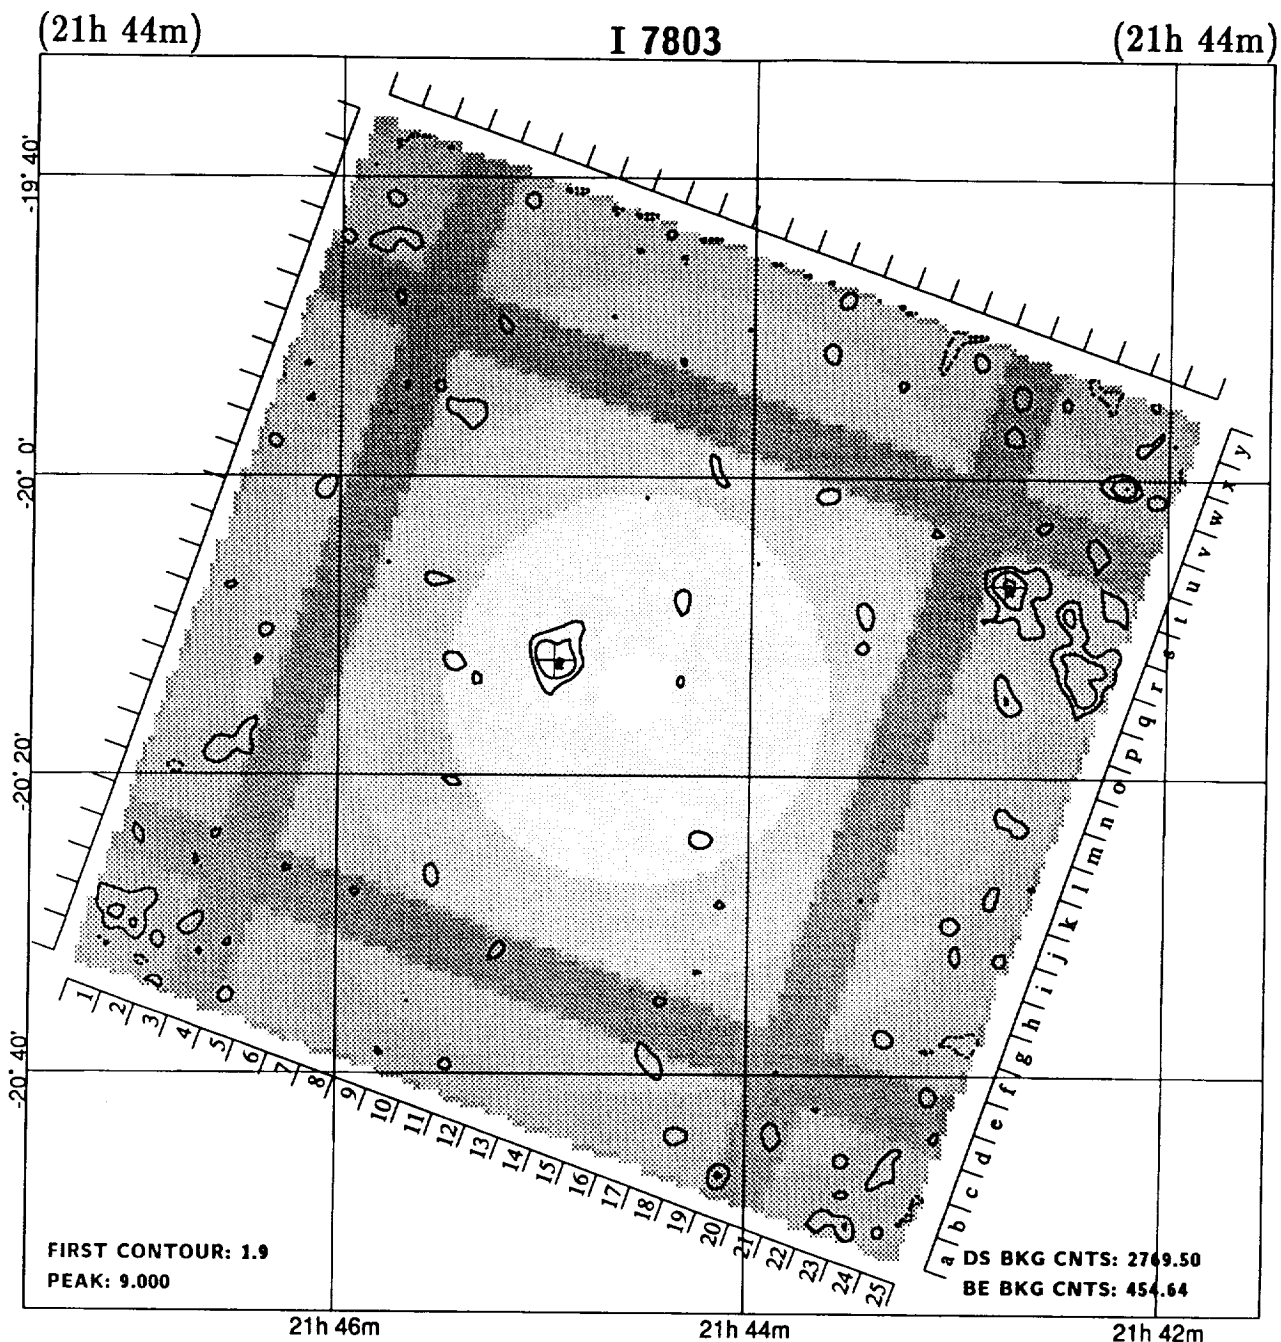 (21h 44m)
I 7803
(21h 44m)
-19° 40'
-20° 0'
-20° 20'
-20° 40'
1 2 3 4 5 6 7 8 9 10 11 12 13 14 15 16 17 18 19 20 21 22 23 24 25
a b c d e f g h i j k l m n o p q r s t u v w x y
FIRST CONTOUR: 1.9
PEAK: 9.000
DS BKG CNTS: 2769.50
BE BKG CNTS: 454.64
21h 46m
21h 44m
21h 42m